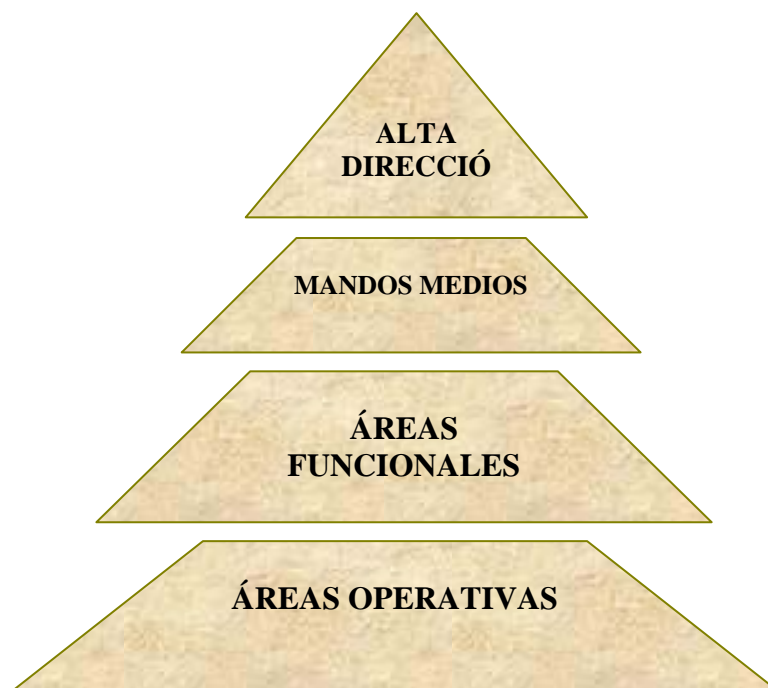 ALTA
DIRECCIÓ
MANDOS MEDIOS
ÁREAS
FUNCIONALES
ÁREAS OPERATIVAS